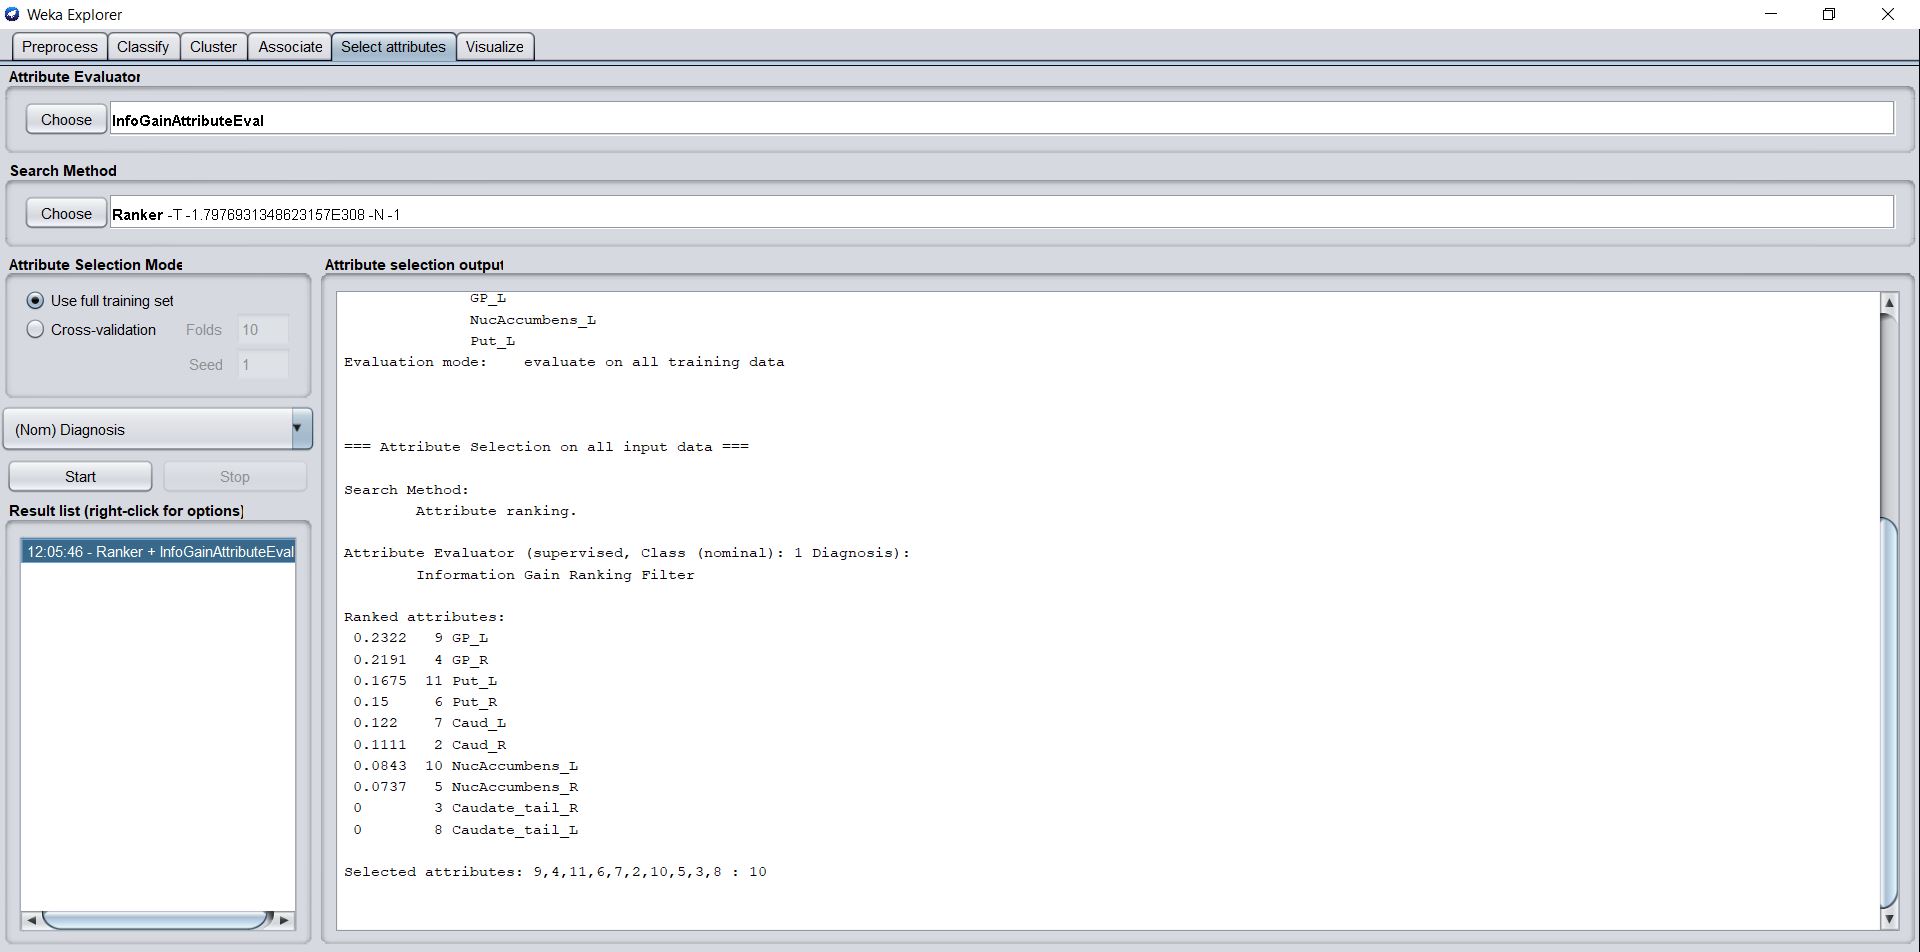 Weka Explorer
Preprocess Classify Cluster Associate Select attributes Visualize
Attribute Evaluator
Choose InfoGainAttributeEval
Search Method
Choose Ranker -T -1.7976931348623157E308 -N -1
Attribute Selection Mode
Use full training set
Cross-validation Folds 10
Seed 1
(Nom) Diagnosis
Start Stop
Result list (right-click for options)
12:05:46 - Ranker + InfoGainAttributeEval
Attribute selection output
GP_L
NucAccumbens_L
Put_L
Evaluation mode:    evaluate on all training data
=== Attribute Selection on all input data ===
Search Method:
Attribute ranking.
Attribute Evaluator (supervised, Class (nominal): 1 Diagnosis):
Information Gain Ranking Filter
Ranked attributes:
0.2322   9 GP_L
0.2191   4 GP_R
0.1675  11 Put_L
0.15     6 Put_R
0.122    7 Caud_L
0.1111   2 Caud_R
0.0843  10 NucAccumbens_L
0.0737   5 NucAccumbens_R
0        3 Caudate_tail_R
0        8 Caudate_tail_L
Selected attributes: 9,4,11,6,7,2,10,5,3,8 : 10